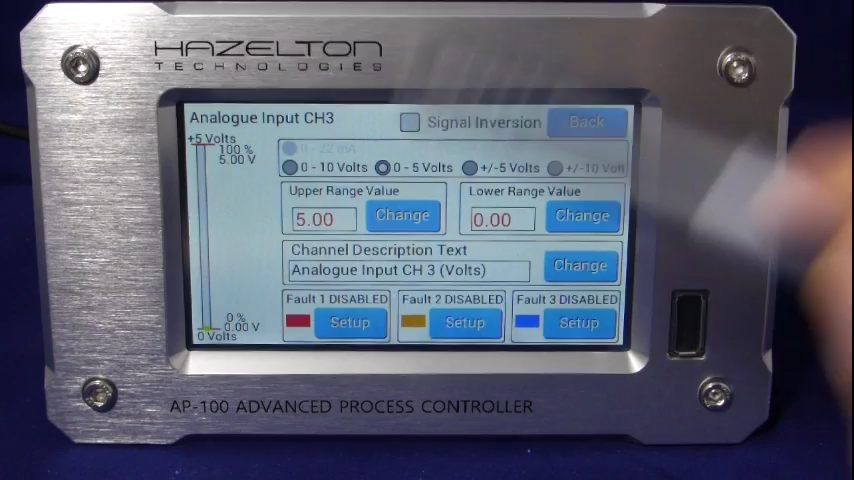 HAZELTON
TECHNOLOGIES
Analogue Input CH3
Signal Inversion
Back
+5 Volts
100 %
5.00 V
0 - 22 mA
0 - 10 Volts
0 - 5 Volts
+/-5 Volts
+/-10 Volt
Upper Range Value
5.00
Change
Lower Range Value
0.00
Change
Channel Description Text
Analogue Input CH 3 (Volts)
Change
0 %
0.00 V
0 Volts
Fault 1 DISABLED
Setup
Fault 2 DISABLED
Setup
Fault 3 DISABLED
Setup
AP-100 ADVANCED PROCESS CONTROLLER